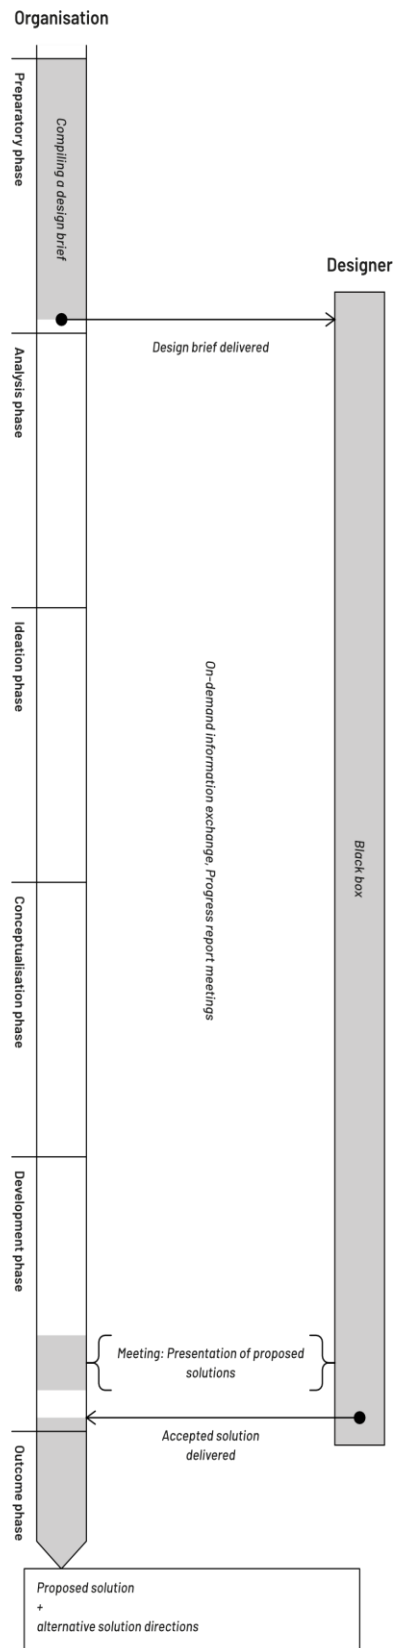 Organisation
Preparatory phase
Compiling a design brief
Designer
Design brief delivered
Analysis phase
Ideation phase
On-demand information exchange, Progress report meetings
Black box
Conceptualisation phase
Development phase
Meeting: Presentation of proposed
solutions
Accepted solution
delivered
Outcome phase
Proposed solution
+
alternative solution directions